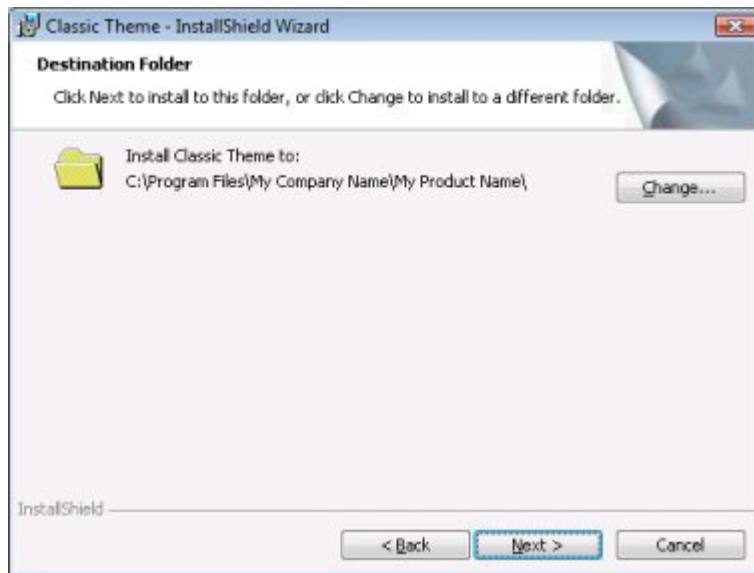 Classic Theme - InstallShield Wizard
Destination Folder
Click Next to install to this folder, or click Change to install to a different folder.
Install Classic Theme to:
C:\Program Files\My Company Name\My Product Name\
Change...
InstallShield
< Back
Next >
Cancel